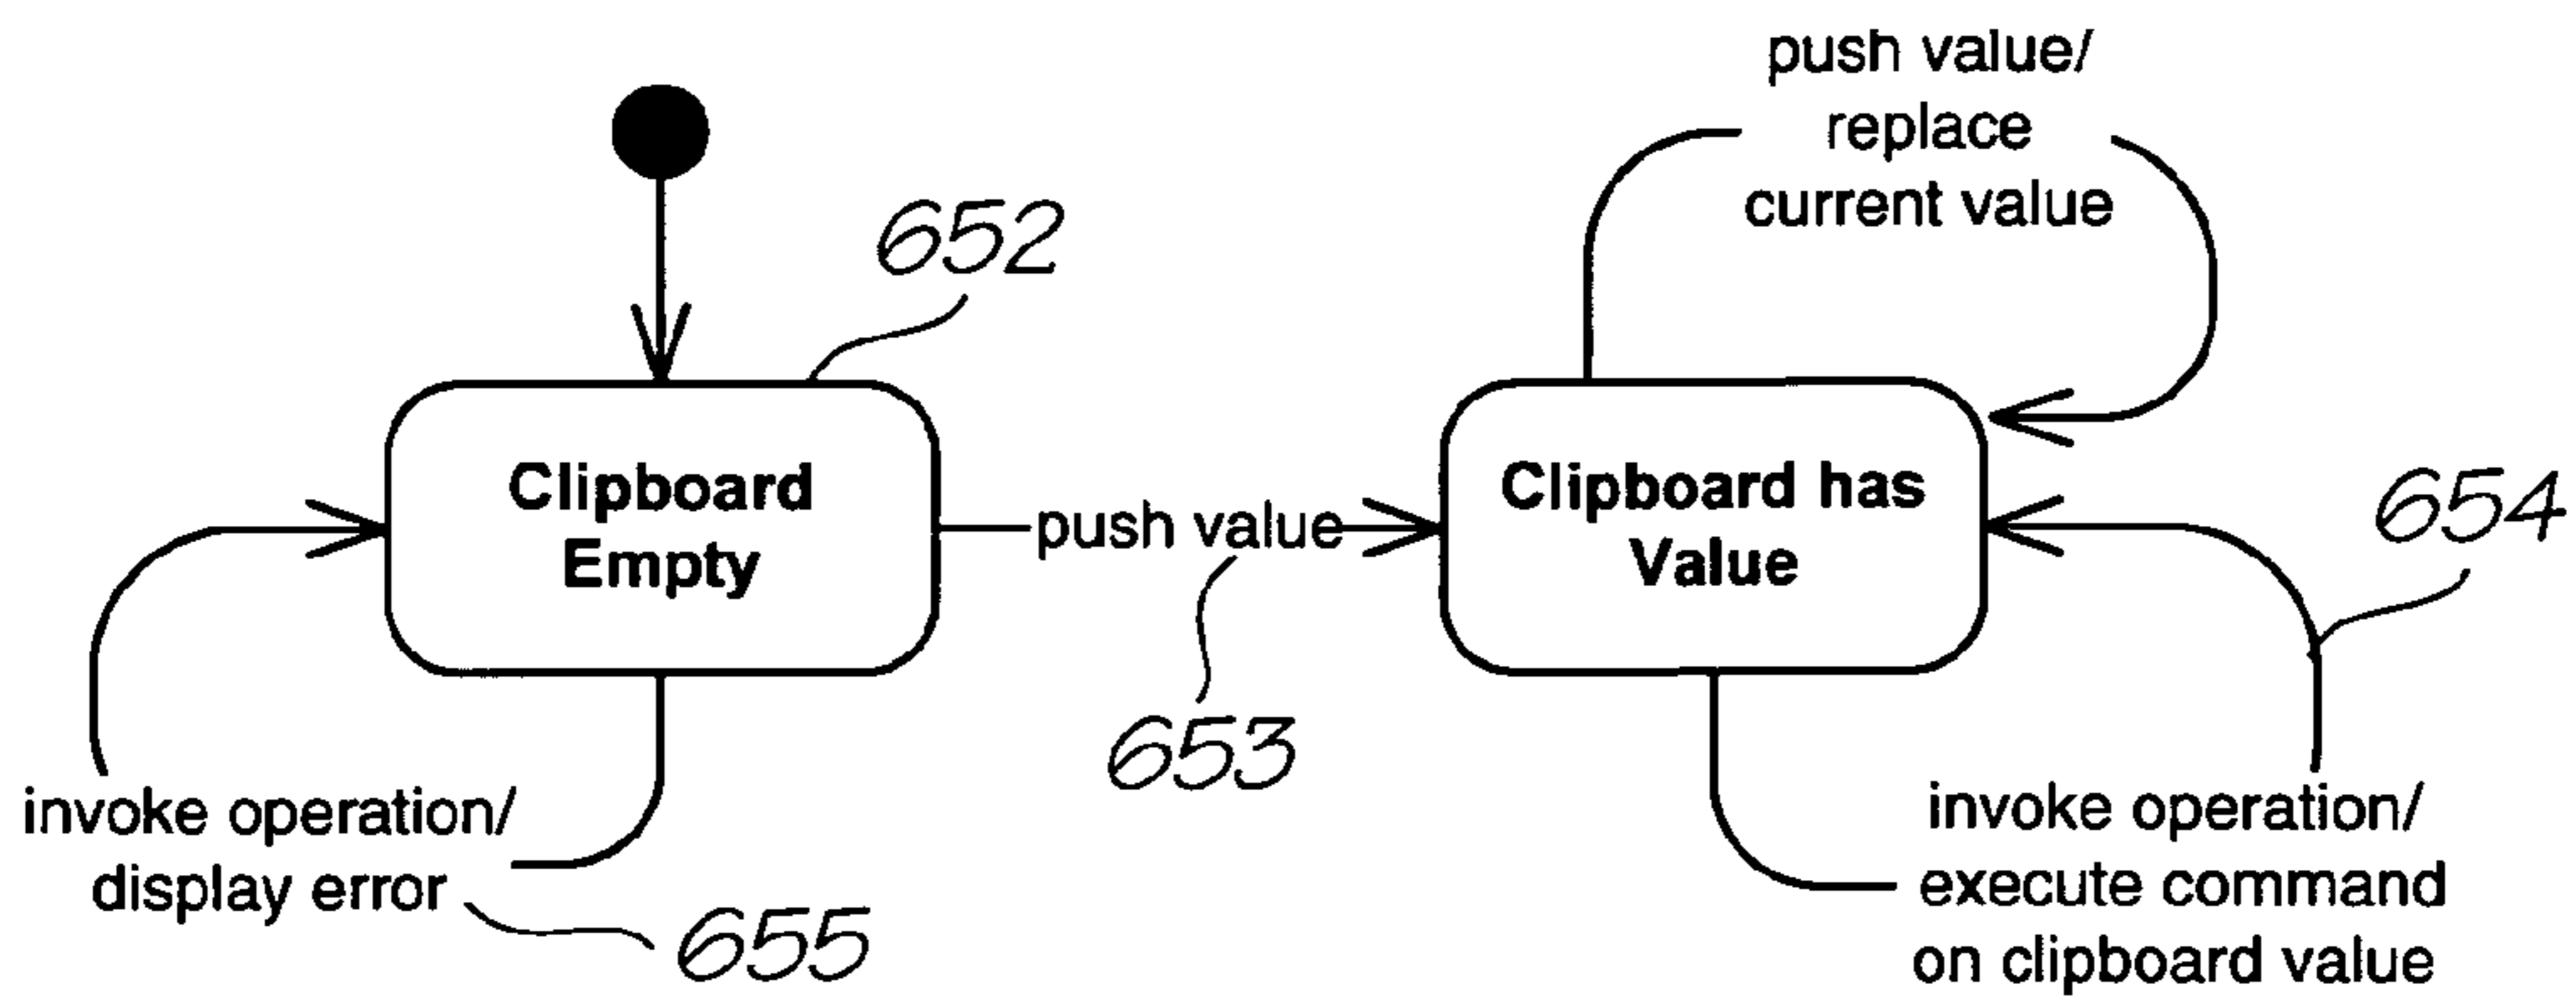 push value/
replace
current value
652
Clipboard
Empty
push value
Clipboard has
Value
654
653
invoke operation/
display error
655
invoke operation/
execute command
on clipboard value